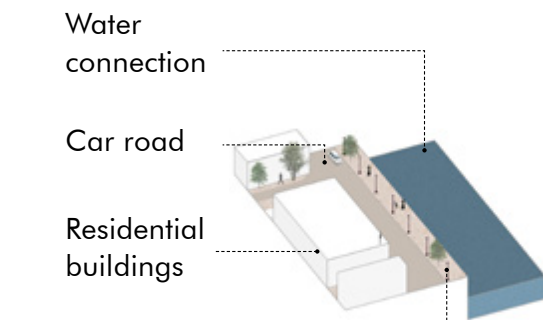 Water
connection
Car road
Residential
buildings